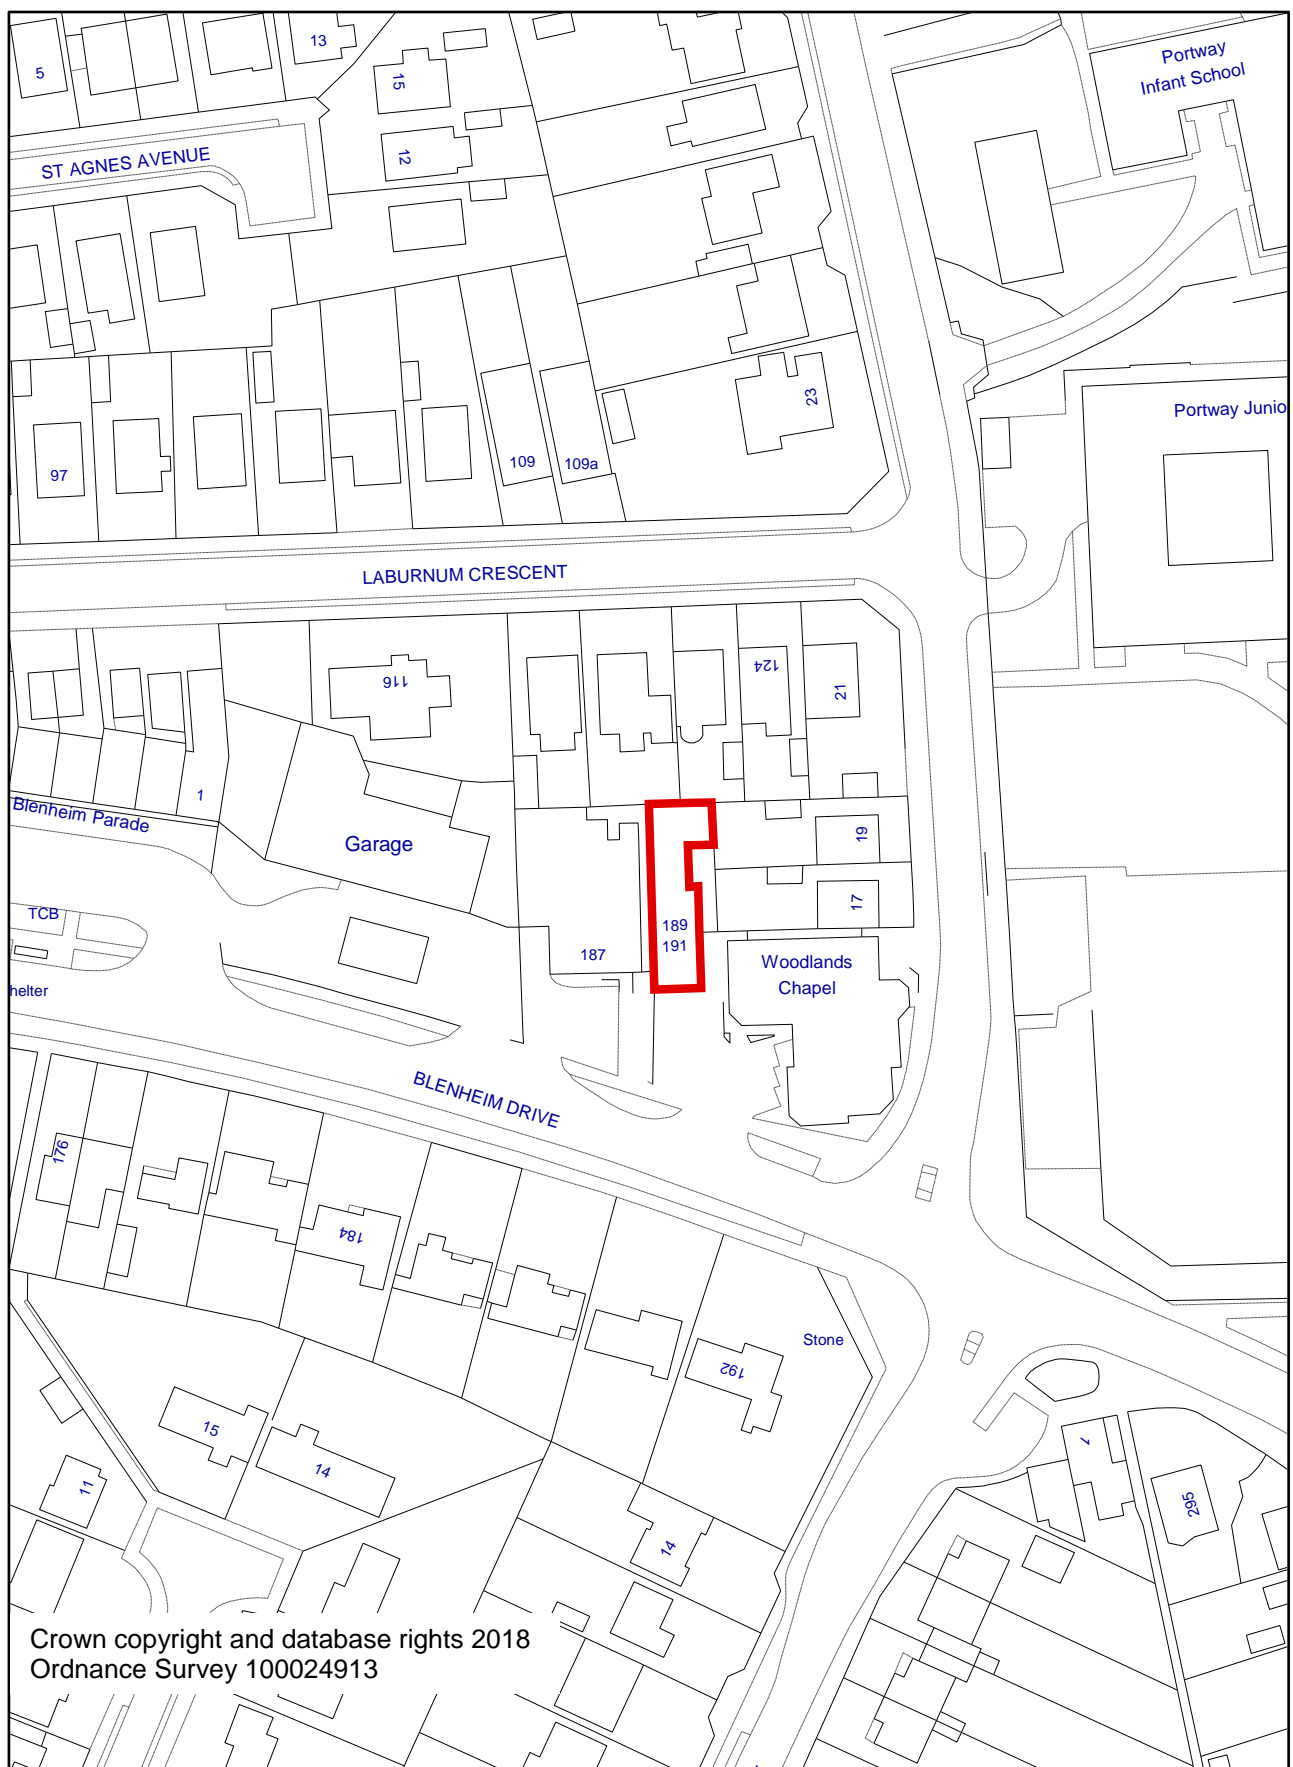 Portway
Infant School
13
5
15
12
ST AGNES AVENUE
23
Portway Junio
97
109
109a
LABURNUM CRESCENT
116
124
21
1
Blenheim Parade
Garage
19
17
TCB
187
189
191
Woodlands
Chapel
helter
BLENHEIM DRIVE
176
184
192
Stone
15
14
11
1
295
14
Crown copyright and database rights 2018
Ordnance Survey 100024913